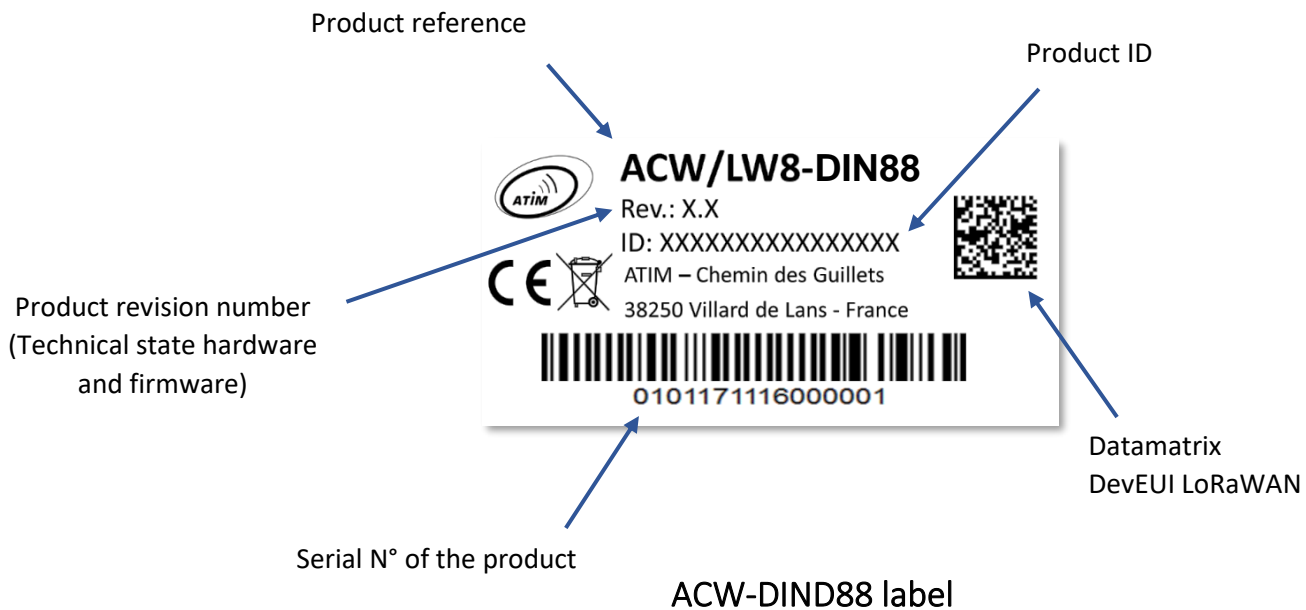 Product reference
Product ID
ATiM
ACW/LW8-DIN88
Rev.: X.X
ID: XXXXXXXXXXXXXXXX
CE
ATIM – Chemin des Guillets
38250 Villard de Lans - France
0101171116000001
Product revision number
(Technical state hardware
and firmware)
Datamatrix
DevEUI LoRaWAN
Serial N° of the product
ACW-DIND88 label